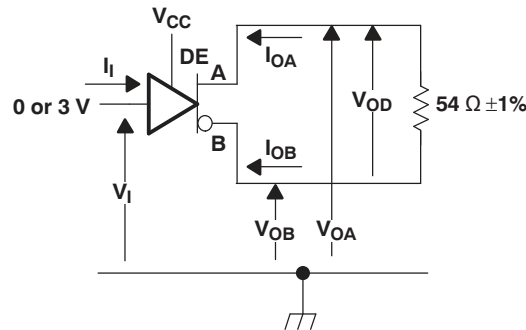 VCC
II
DE
A
IOA
0 or 3 V
VOD
54 Ω ±1%
B
IOB
VI
VOB
VOA